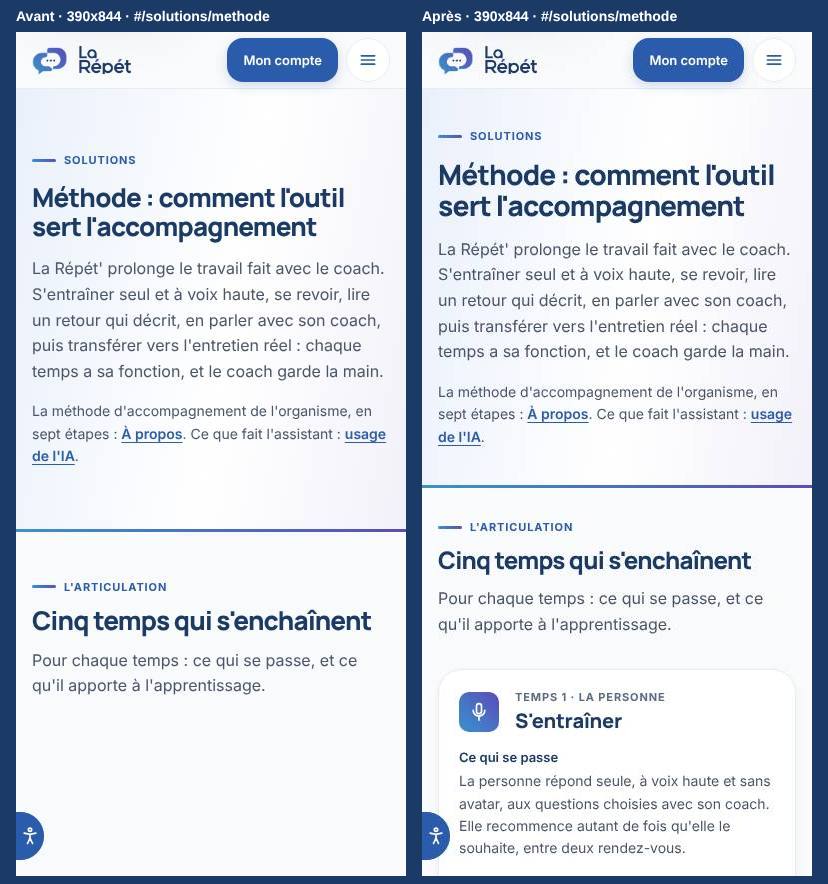 Avant · 390x844 · #/solutions/methode
La
Répét
Mon compte
SOLUTIONS
Méthode : comment l'outil
sert l'accompagnement
La Répét' prolonge le travail fait avec le coach.
S'entraîner seul et à voix haute, se revoir, lire
un retour qui décrit, en parler avec son coach,
puis transférer vers l'entretien réel : chaque
temps a sa fonction, et le coach garde la main.
La méthode d'accompagnement de l'organisme, en
sept étapes : À propos. Ce que fait l'assistant : usage
de l'IA.
L'ARTICULATION
Cinq temps qui s'enchaînent
Pour chaque temps : ce qui se passe, et ce
qu'il apporte à l'apprentissage.
Après · 390x844 · #/solutions/methode
La
Répét
Mon compte
SOLUTIONS
Méthode : comment l'outil
sert l'accompagnement
La Répét' prolonge le travail fait avec le coach.
S'entraîner seul et à voix haute, se revoir, lire
un retour qui décrit, en parler avec son coach,
puis transférer vers l'entretien réel : chaque
temps a sa fonction, et le coach garde la main.
La méthode d'accompagnement de l'organisme, en
sept étapes : À propos. Ce que fait l'assistant : usage
de l'IA.
L'ARTICULATION
Cinq temps qui s'enchaînent
Pour chaque temps : ce qui se passe, et ce
qu'il apporte à l'apprentissage.
TEMPS 1 · LA PERSONNE
S'entraîner
Ce qui se passe
La personne répond seule, à voix haute et sans
avatar, aux questions choisies avec son coach.
Elle recommence autant de fois qu'elle le
souhaite, entre deux rendez-vous.